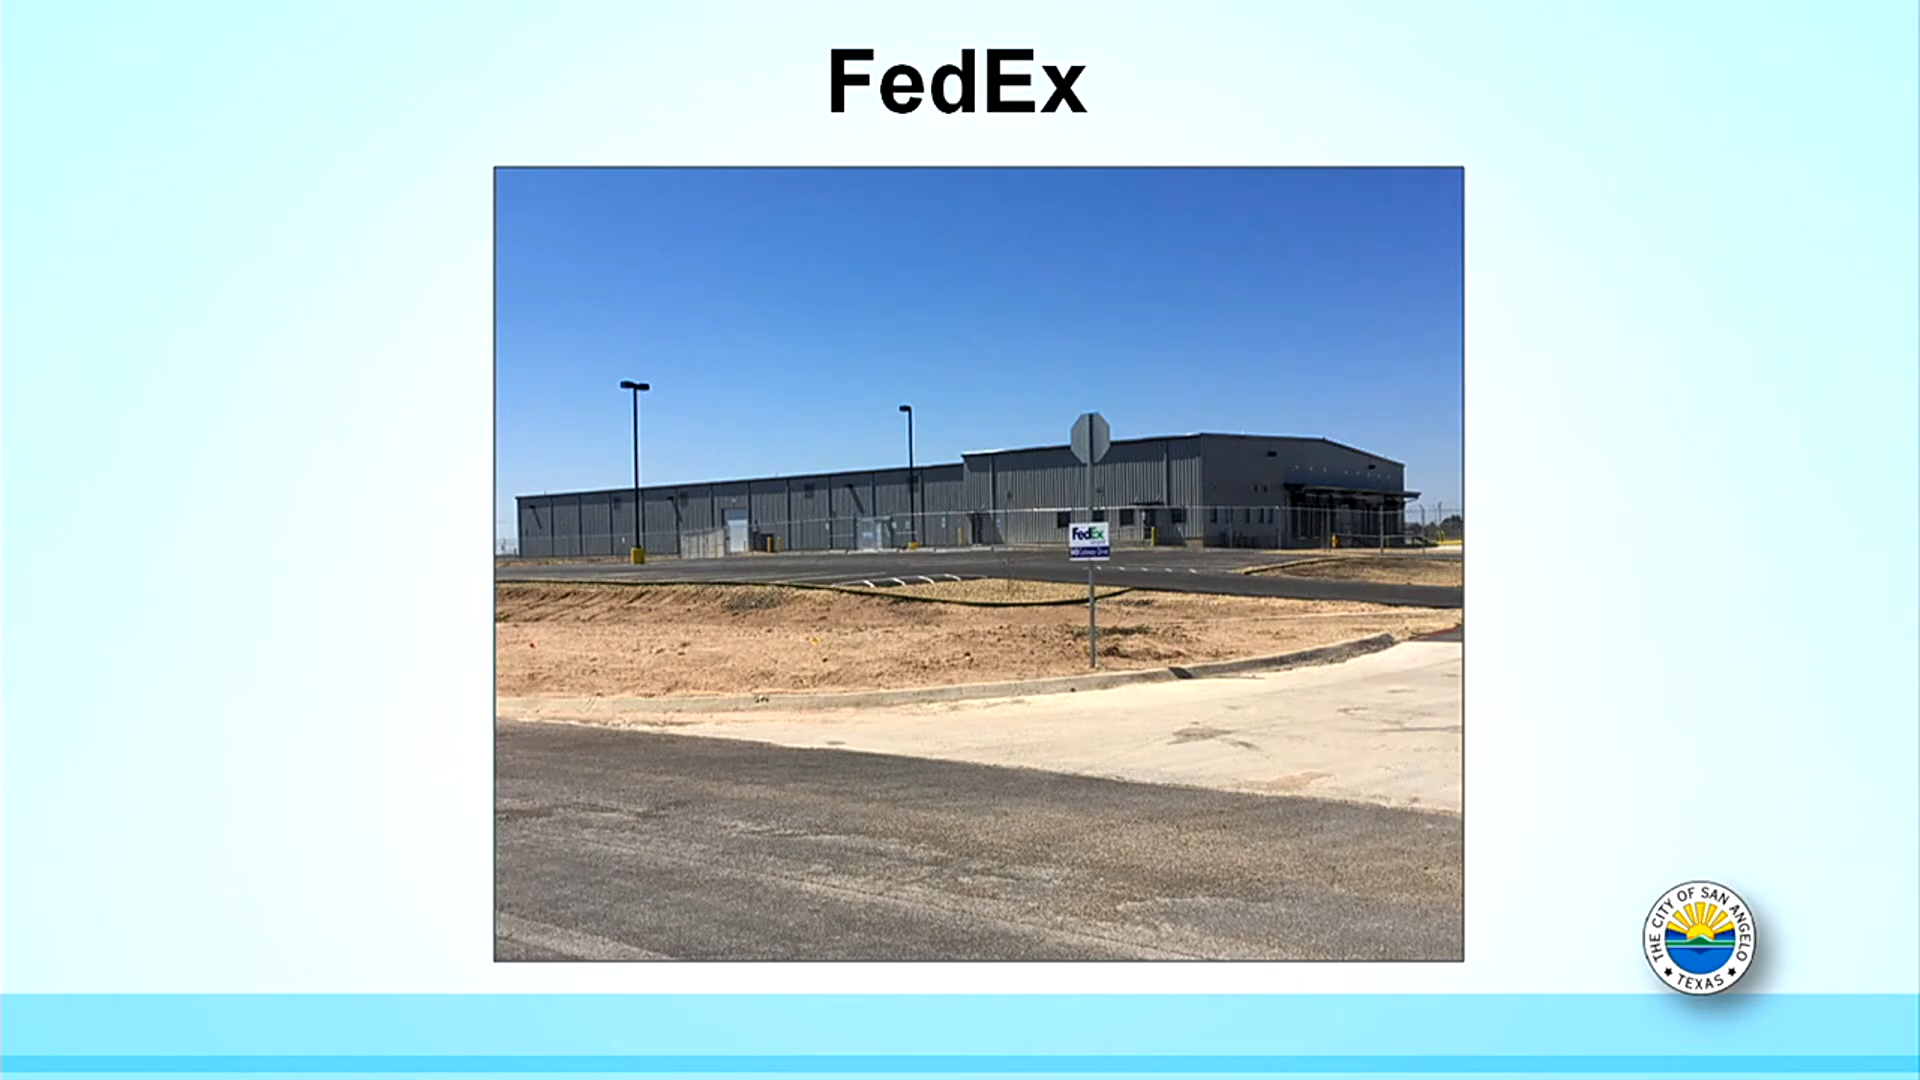 FedEx
FedEx
THE CITY OF SAN ANGELO
TEXAS